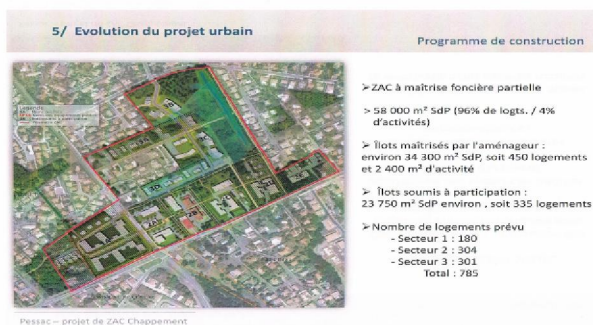 5/ Evolution du projet urbain
Programme de construction
Légende
➢ZAC à maîtrise foncière partielle
> 58 000 m² SdP (96% de logts. / 4%
d'activités)
➢ Îlots maîtrisés par l'aménageur :
environ 34 300 m² SdP, soit 450 logements
et 2 400 m² d'activité
➢ Îlots soumis à participation :
23 750 m² SdP environ , soit 335 logements
➢Nombre de logements prévu
- Secteur 1 : 180
- Secteur 2 : 304
- Secteur 3 : 301
Total : 785
Pessac – projet de ZAC Chappement